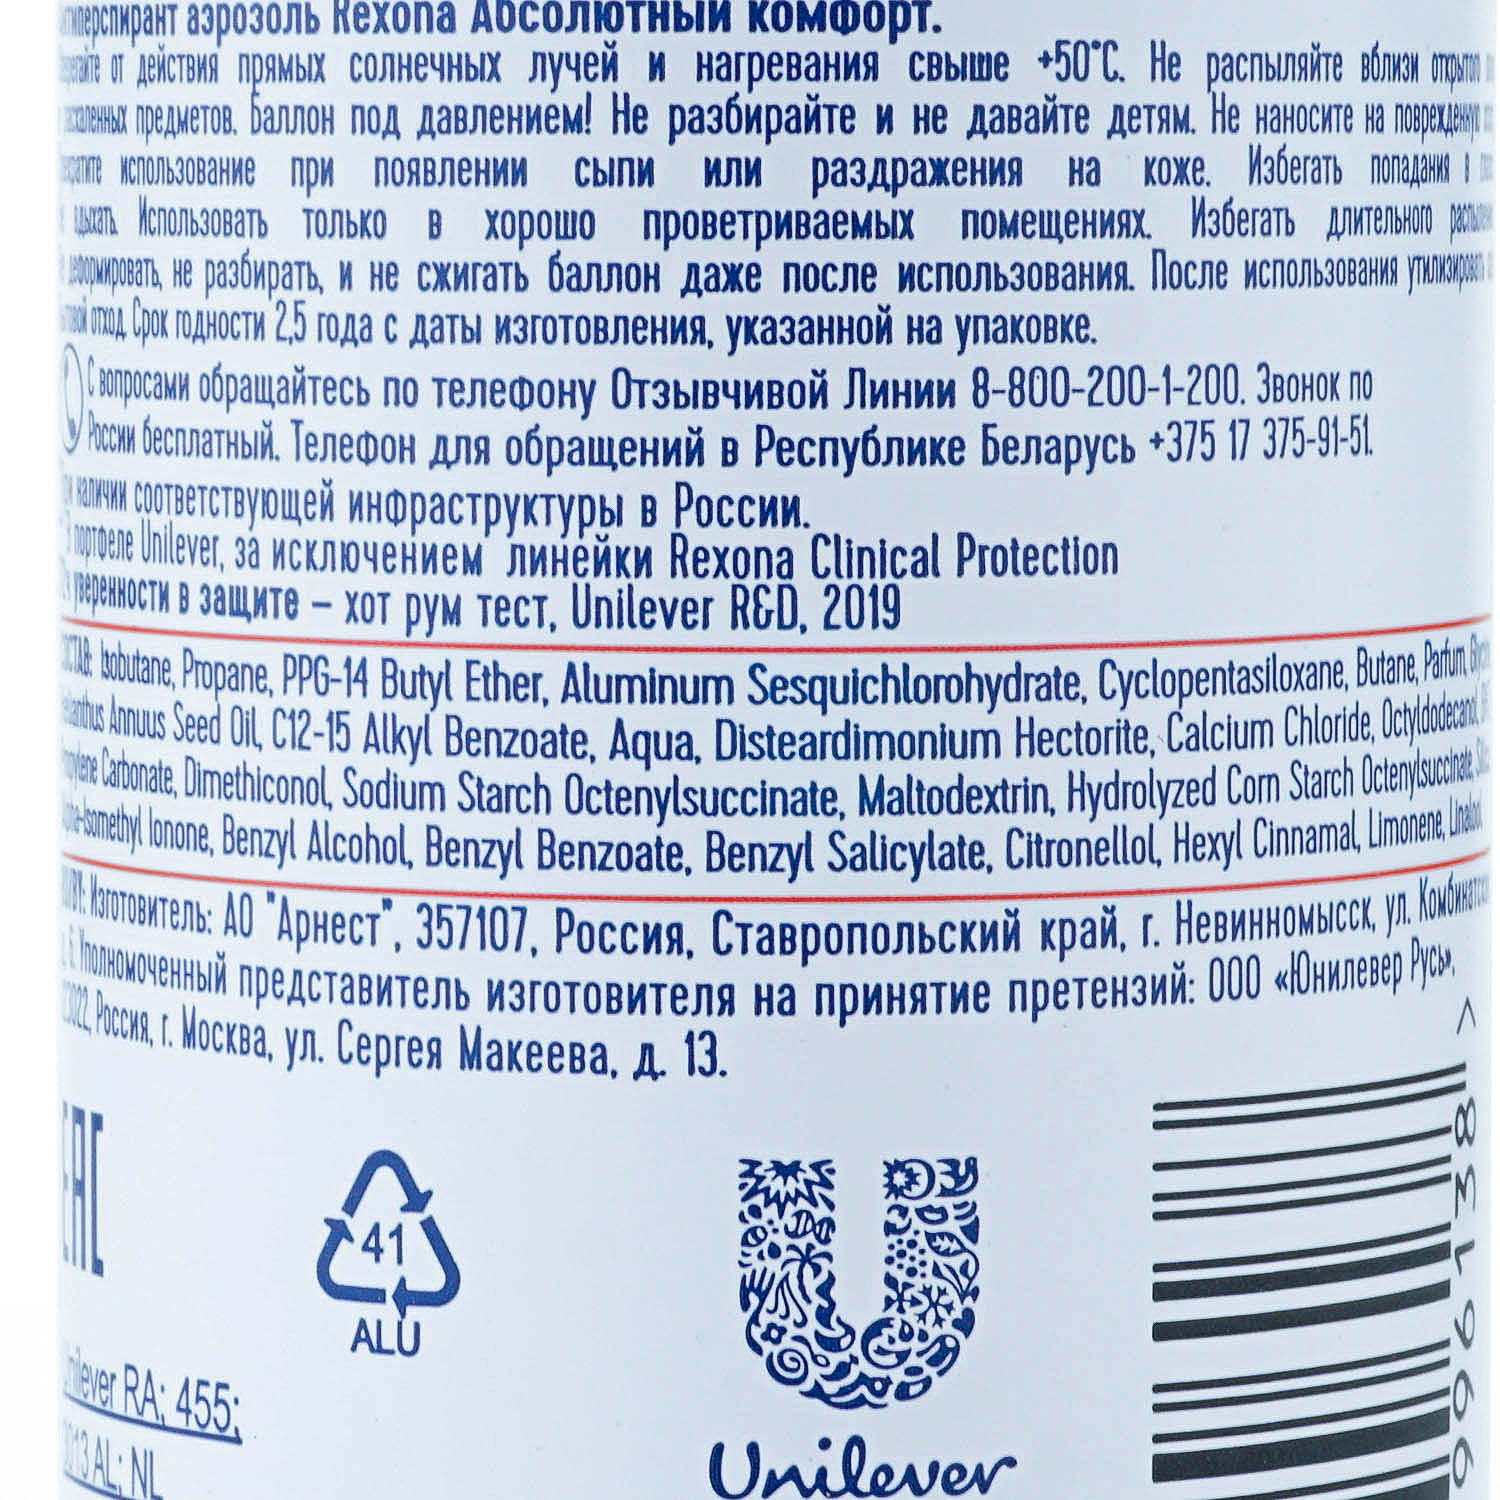 аэрозоль Rexona Абсолютный комфорт.
от действия прямых солнечных лучей и нагревания свыше +50°C. Не распыляйте вблизи открытого
предметов. Баллон под давлением! Не разбирайте и не давайте детям. Не наносите на поврежденную
использование при появлении сыпи или раздражения на коже. Избегать попадания в
вдыхать. Использовать только в хорошо проветриваемых помещениях. Избегать длительного
деформировать, не разбирать, и не сжигать баллон даже после использования. После использования
отход. Срок годности 2,5 года с даты изготовления, указанной на упаковке.
С вопросами обращайтесь по телефону Отзывчивой Линии 8-800-200-1-200. Звонок по
России бесплатный. Телефон для обращений в Республике Беларусь +375 17 375-91-51.
наличии соответствующей инфраструктуры в России.
портфеле Unilever, за исключением линейки Rexona Clinical Protection
уверенности в защите – хот рум тест, Unilever R&D, 2019
Isobutane, Propane, PPG-14 Butyl Ether, Aluminum Sesquichlorohydrate, Cyclopentasiloxane, Butane, Parfum,
Annuus Seed Oil, C12-15 Alkyl Benzoate, Aqua, Disteardimonium Hectorite, Calcium Chloride, Octyldodecanol,
Carbonate, Dimethiconol, Sodium Starch Octenylsuccinate, Maltodextrin, Hydrolyzed Corn Starch Octenylsuccinate,
Ionone, Benzyl Alcohol, Benzyl Benzoate, Benzyl Salicylate, Citronellol, Hexyl Cinnamal, Limonene, Linalool.
Изготовитель: АО "Арнест", 357107, Россия, Ставропольский край, г. Невинномысск, ул.
Уполномоченный представитель изготовителя на принятие претензий: ООО «Юнилевер Русь»,
Россия, г. Москва, ул. Сергея Макеева, д. 13.
EAC
41
ALU
RA: 455;
AL; NL
Unilever
996138 >